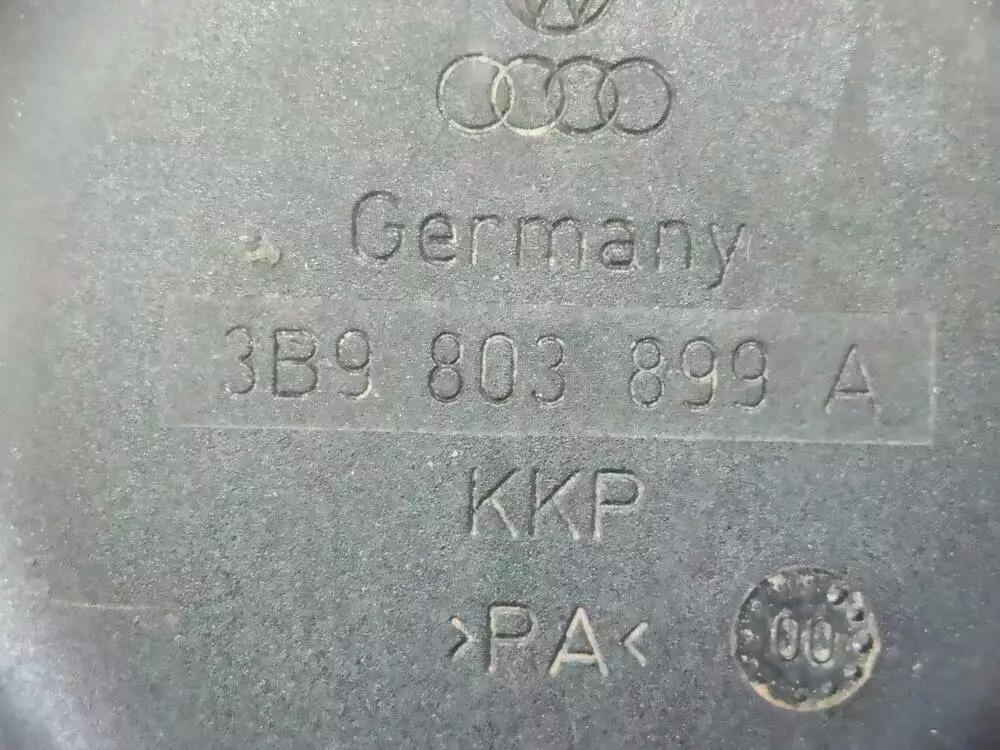 Germany
3B9 803 899 A
KKP
>PA<
00